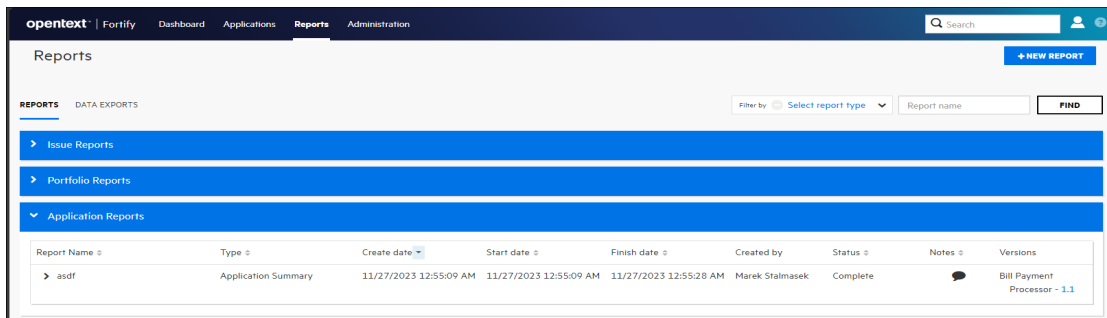 opentext™ | Fortify Dashboard Applications Reports Administration Search ?
Reports + NEW REPORT
REPORTS DATA EXPORTS Filter by Select report type Report name FIND
Issue Reports
Portfolio Reports
Application Reports
Report Name Type Create date Start date Finish date Created by Status Notes Versions
asdf Application Summary 11/27/2023 12:55:09 AM 11/27/2023 12:55:09 AM 11/27/2023 12:55:28 AM Marek Stalmasek Complete Bill Payment
Processor - 1.1